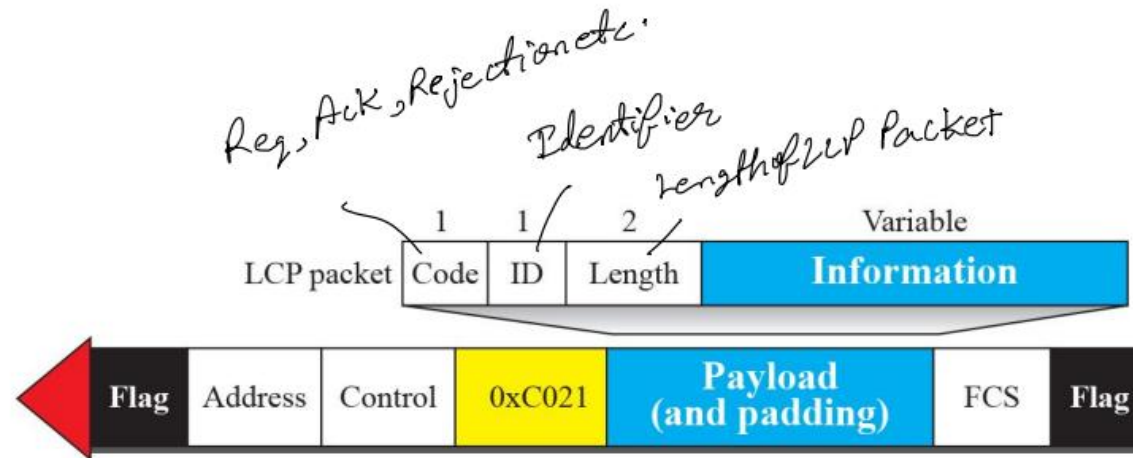 Req, Ack, Rejection etc.
Identifier
Length of LCP Packet
1 1 2 Variable
LCP packet Code ID Length Information
Flag Address Control 0xC021 Payload (and padding) FCS Flag